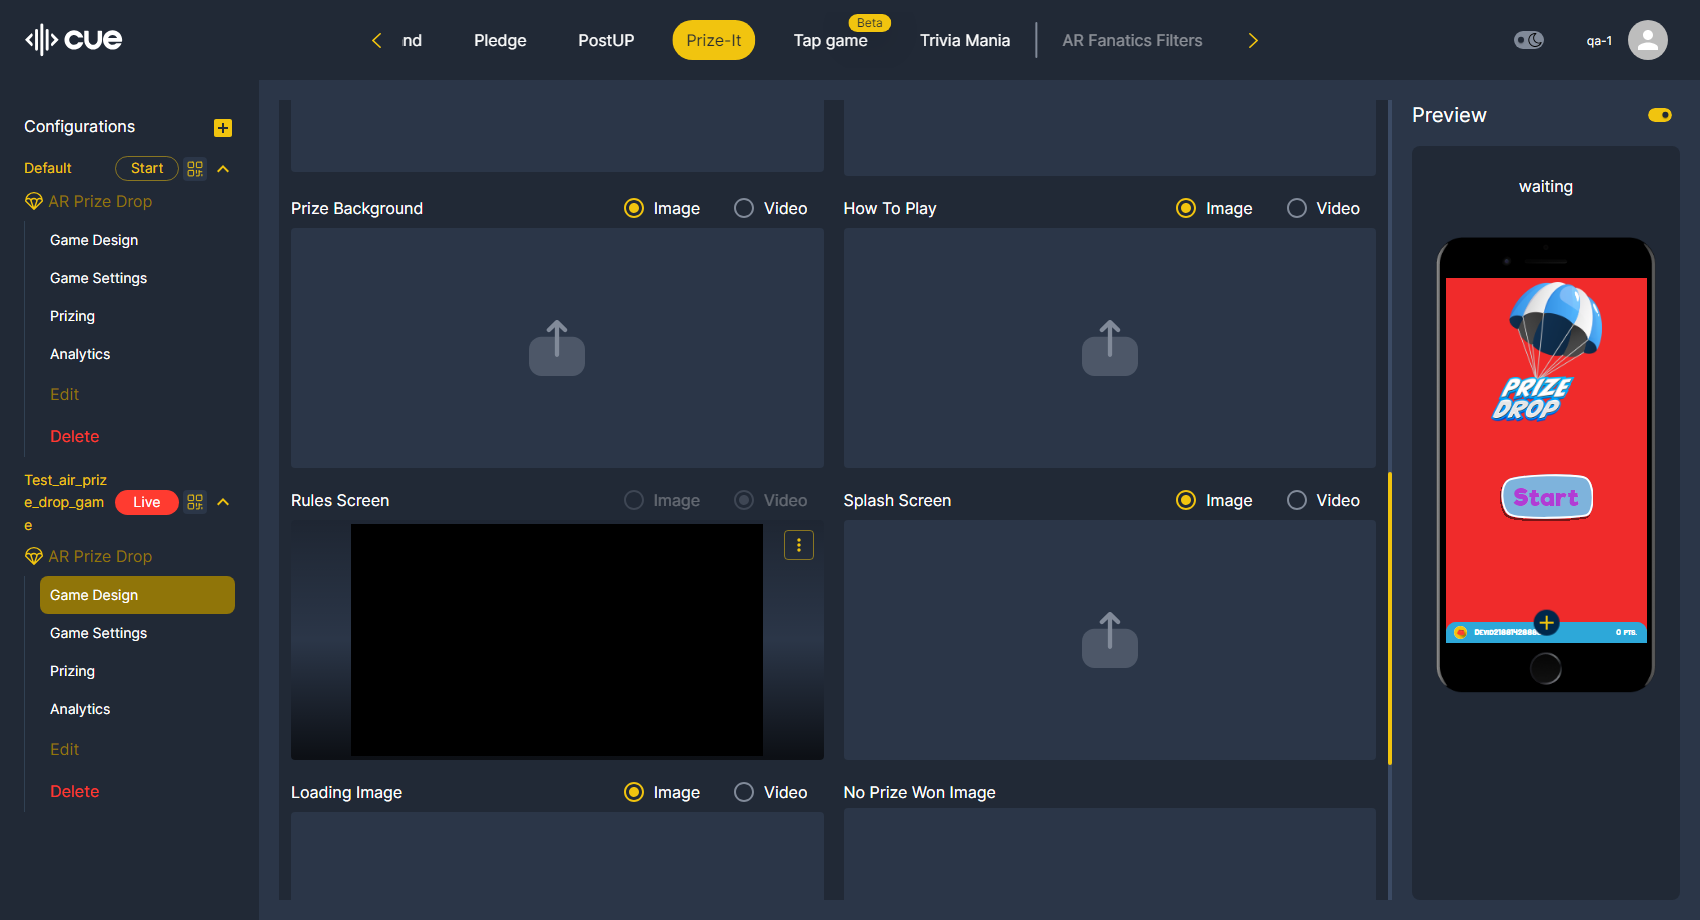 cue
nd
Pledge
PostUP
Prize-It
Beta
Tap game
Trivia Mania
AR Fanatics Filters
qa-1
Configurations
Default
Start
AR Prize Drop
Game Design
Game Settings
Prizing
Analytics
Edit
Delete
Test_air_priz
e_drop_gam
e
Live
AR Prize Drop
Game Design
Game Settings
Prizing
Analytics
Edit
Delete
Prize Background
Image
Video
How To Play
Image
Video
Rules Screen
Image
Video
Splash Screen
Image
Video
Loading Image
Image
Video
No Prize Won Image
Preview
waiting
PRIZE
DROP
Start
0 PTS.